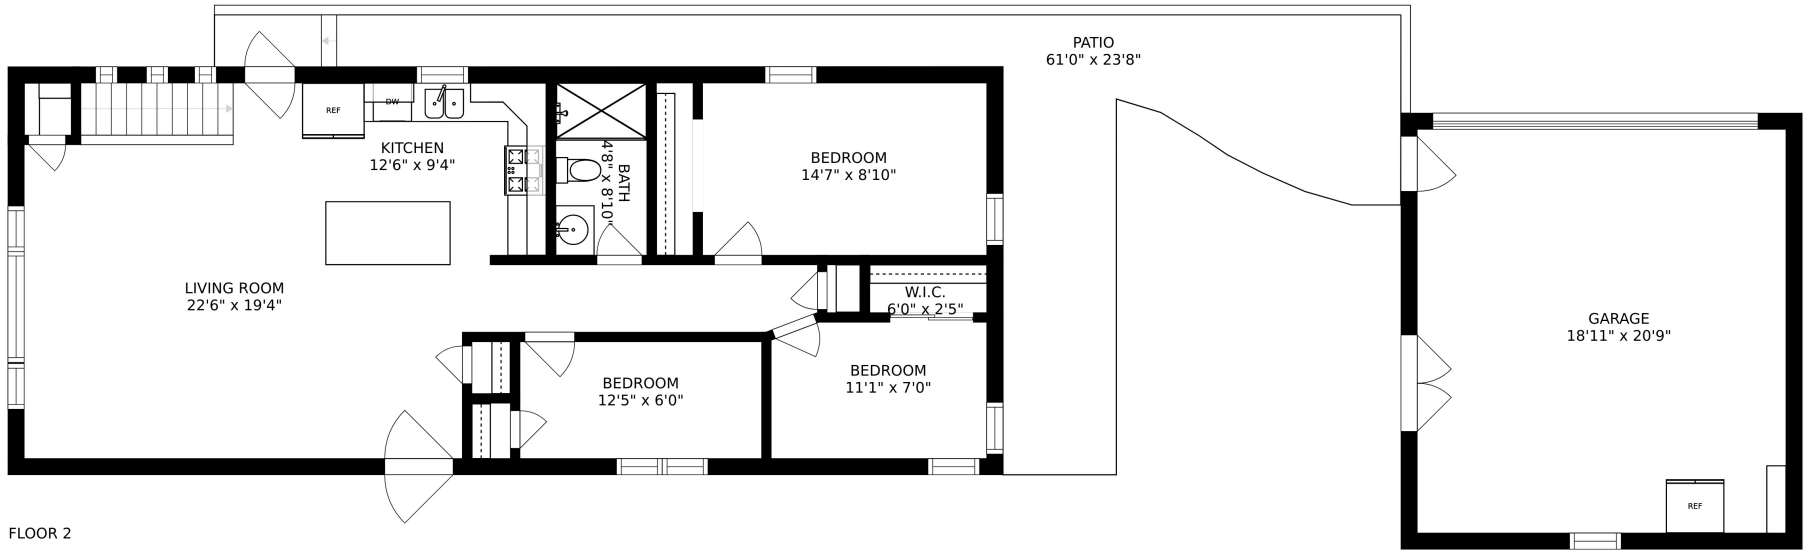 PATIO
61'0" x 23'8"
REF
DW
KITCHEN
12'6" x 9'4"
BATH
4'8" x 8'10"
BEDROOM
14'7" x 8'10"
LIVING ROOM
22'6" x 19'4"
W.I.C.
6'0" x 2'5"
BEDROOM
12'5" x 6'0"
BEDROOM
11'1" x 7'0"
GARAGE
18'11" x 20'9"
REF
FLOOR 2